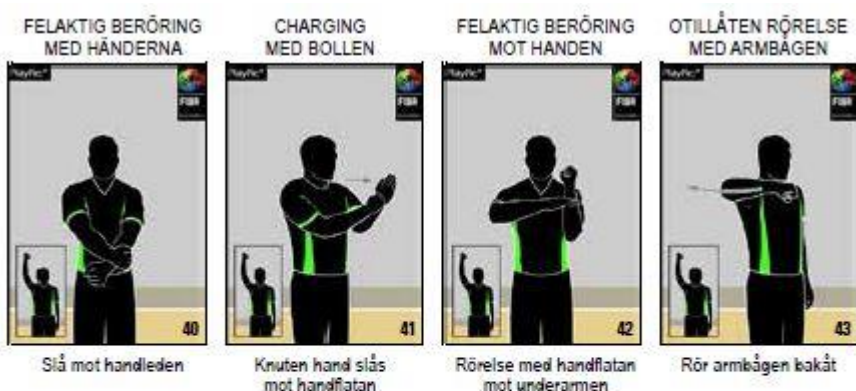 FELAKTIG BERÖRING
MED HÄNDERNA
CHARGING
MED BOLLEN
FELAKTIG BERÖRING
MOT HANDEN
OTILLÅTEN RÖRELSE
MED ARMBÅGEN
FIBA
FIBA
FIBA
FIBA
40
41
42
43
Slå mot handleden
Knuten hand slås
mot handflatan
Rörelse med handflatan
mot underarmen
Rör armbågen bakåt